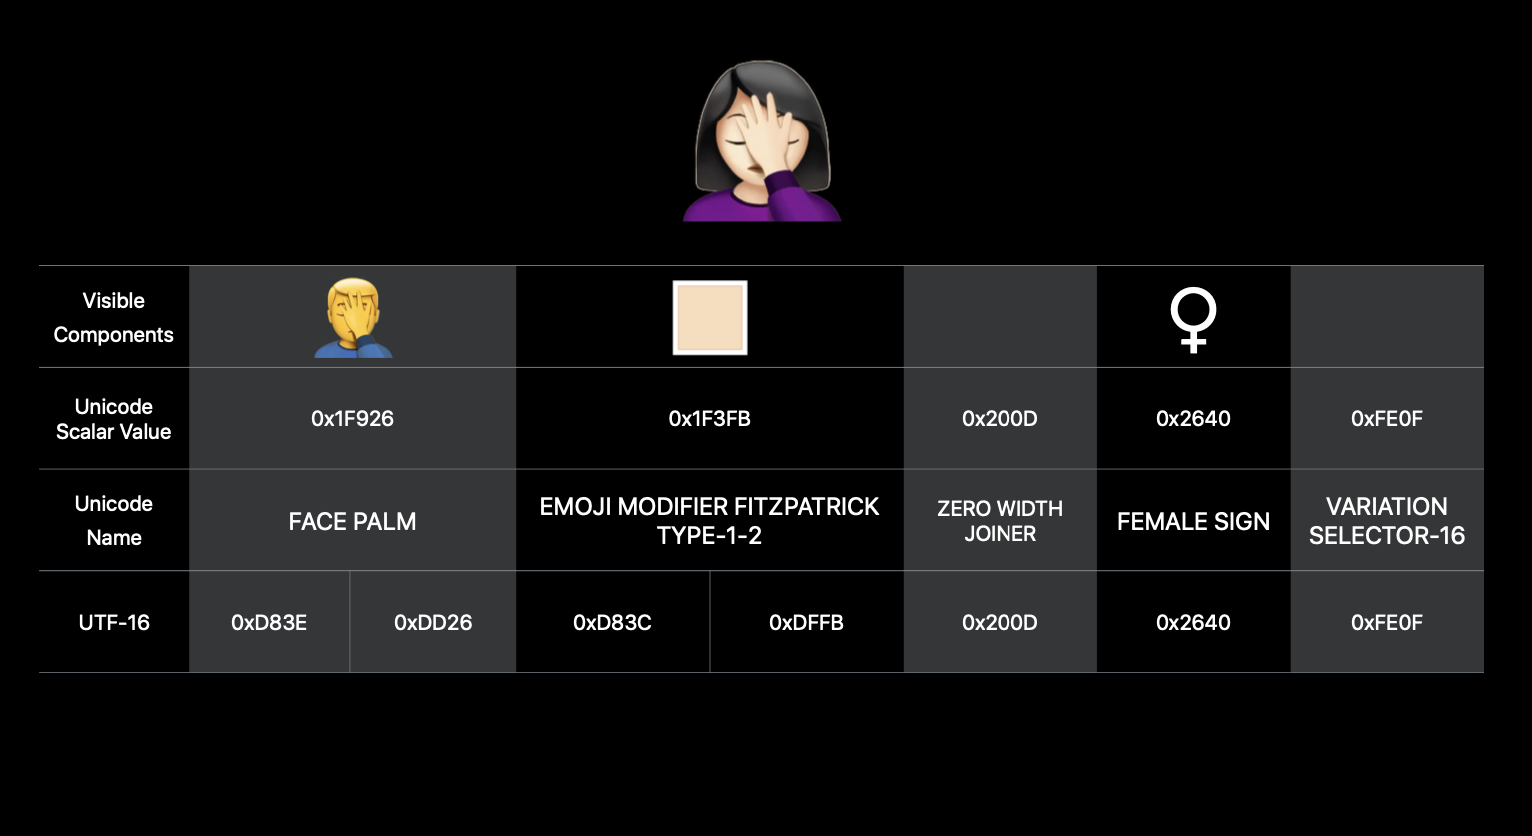 Visible
Components
Unicode
Scalar Value
0x1F926
0x1F3FB
0x200D
0x2640
0xFE0F
Unicode
Name
FACE PALM
EMOJI MODIFIER FITZPATRICK
TYPE-1-2
ZERO WIDTH
JOINER
FEMALE SIGN
VARIATION
SELECTOR-16
UTF-16
0xD83E
0xDD26
0xD83C
0xDFFB
0x200D
0x2640
0xFE0F